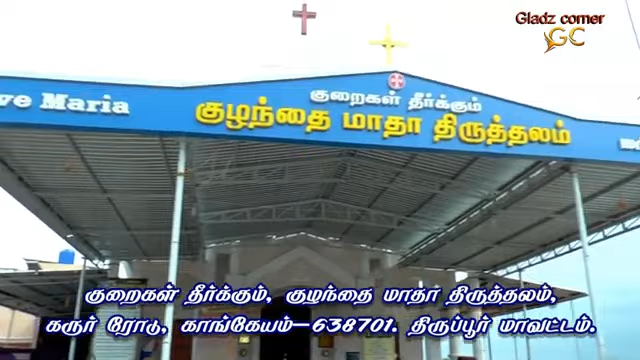 Gladz corner
GC
ve Maria
குறைகள் தீர்க்கும்
குழந்தை மாதா திருத்தலம்
குறைகள் தீர்க்கும், குழந்தை மாதா திருத்தலம்,
கரூர் ரோடு, காங்கேயம்-638701. திருப்பூர் மாவட்டம்.